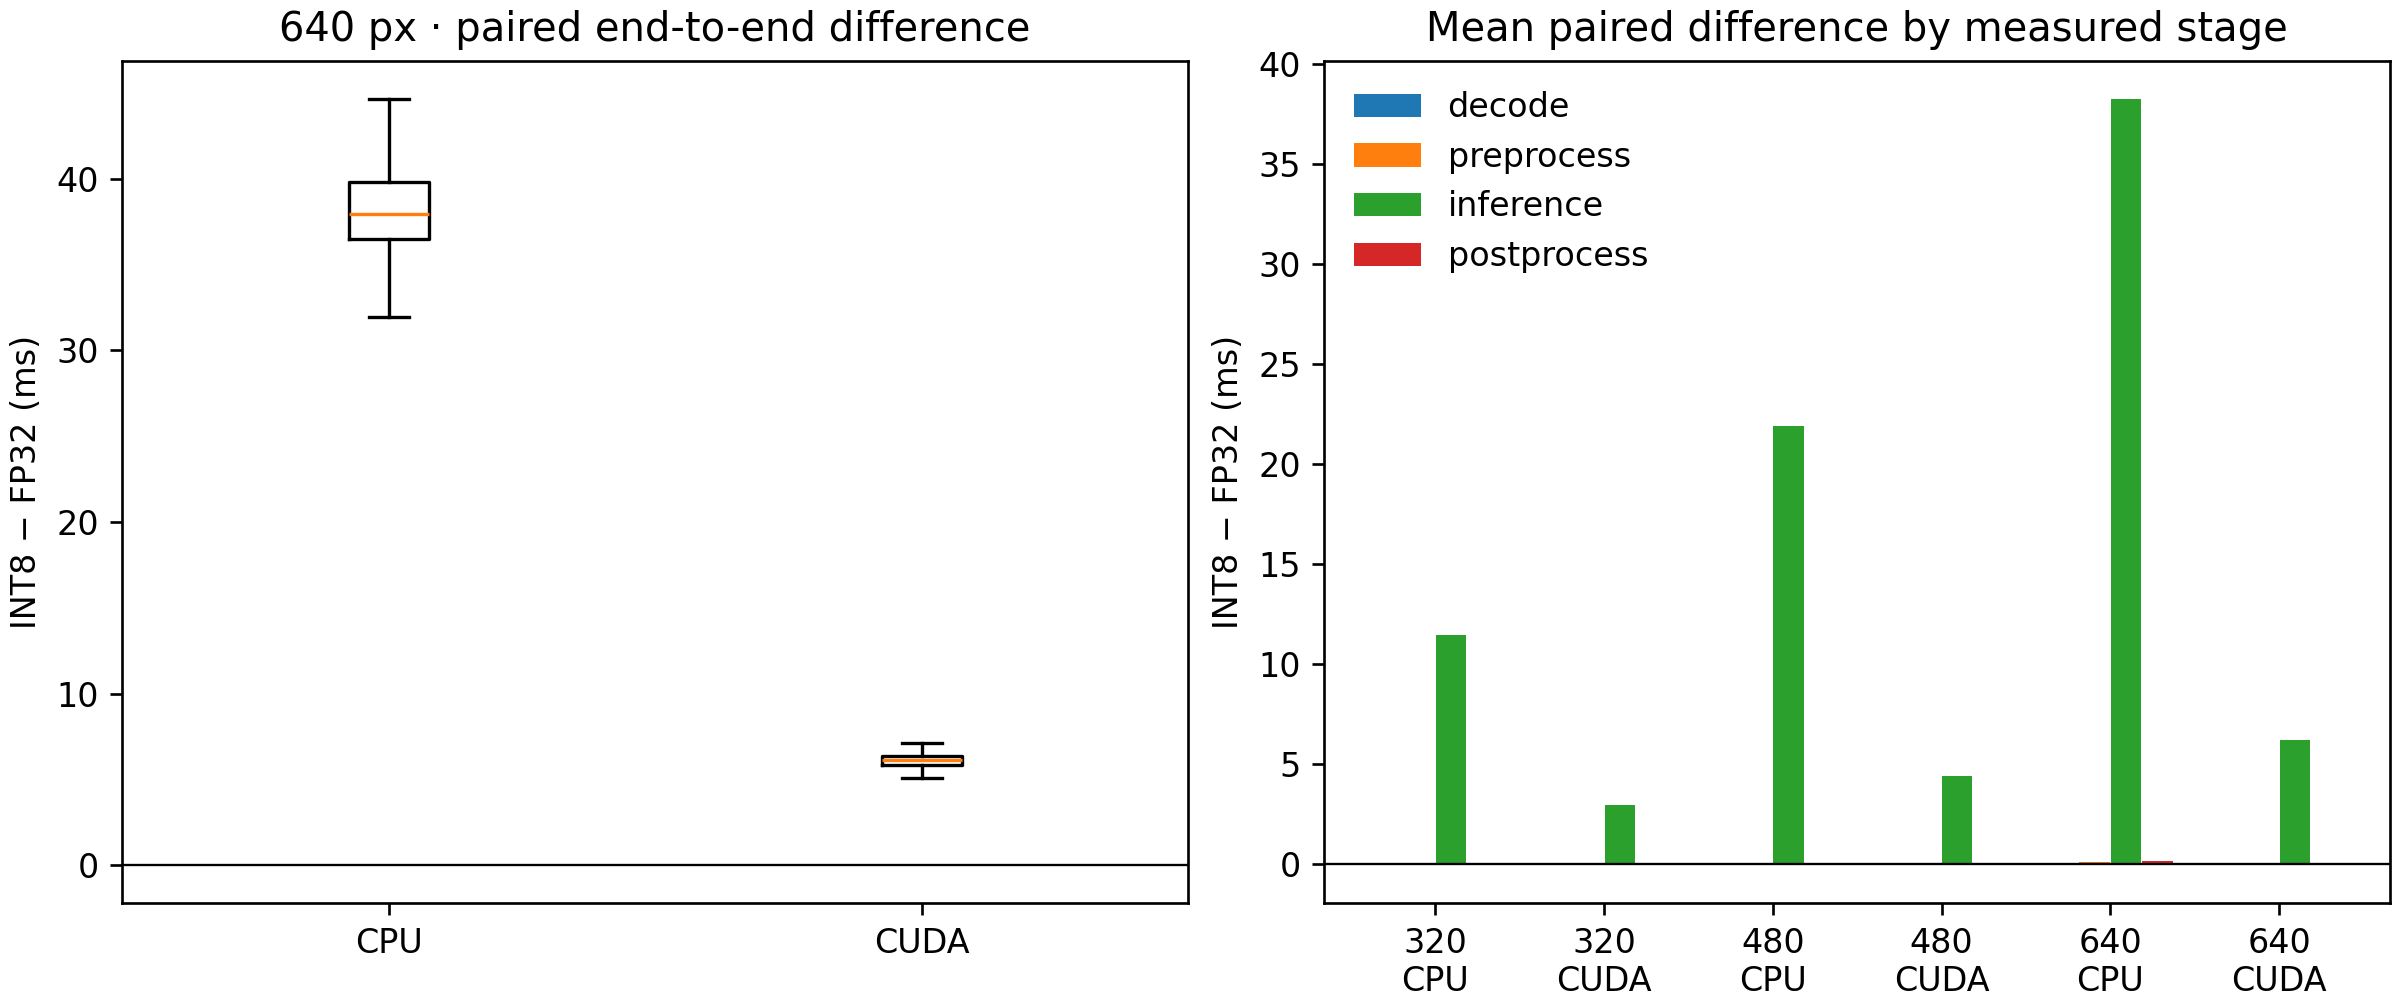 640 px · paired end-to-end difference
INT8 − FP32 (ms)
40
30
20
10
0
CPU
CUDA
Mean paired difference by measured stage
INT8 − FP32 (ms)
40
35
30
25
20
15
10
5
0
decode
preprocess
inference
postprocess
320
CPU
320
CUDA
480
CPU
480
CUDA
640
CPU
640
CUDA